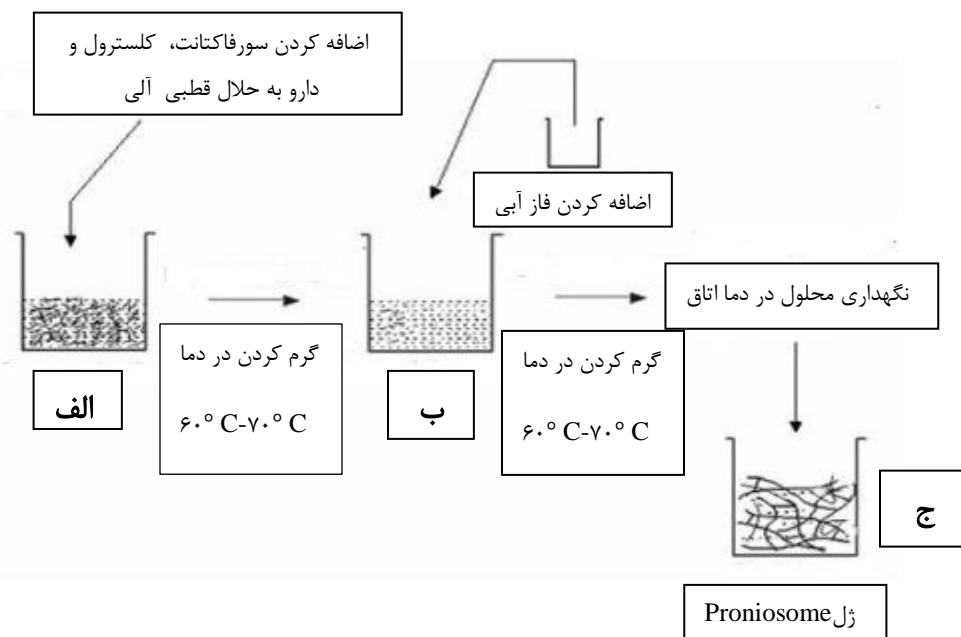 اضافه کردن سورفاکتانت، کلسترول و
دارو به حلال قطبی آلی
اضافه کردن فاز آبی
نگهداری محلول در دما اتاق
گرم کردن در دما
۶۰° C-۷۰° C
گرم کردن در دما
۶۰° C-۷۰° C
الف
ب
ج
ژل Proniosome